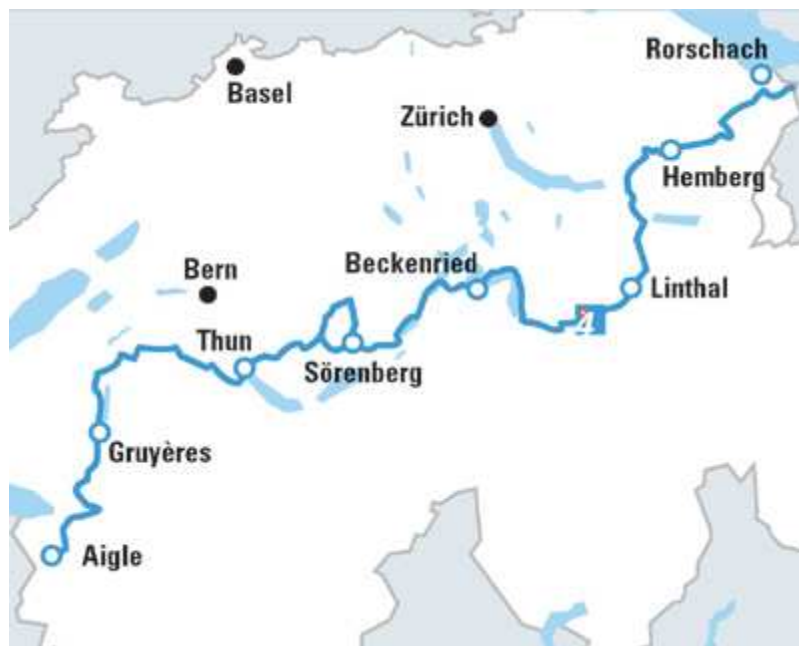 Rorschach
Basel
Zürich
Hemberg
Beckenried
Bern
Linthal
4
Thun
Sörenberg
Gruyères
Aigle